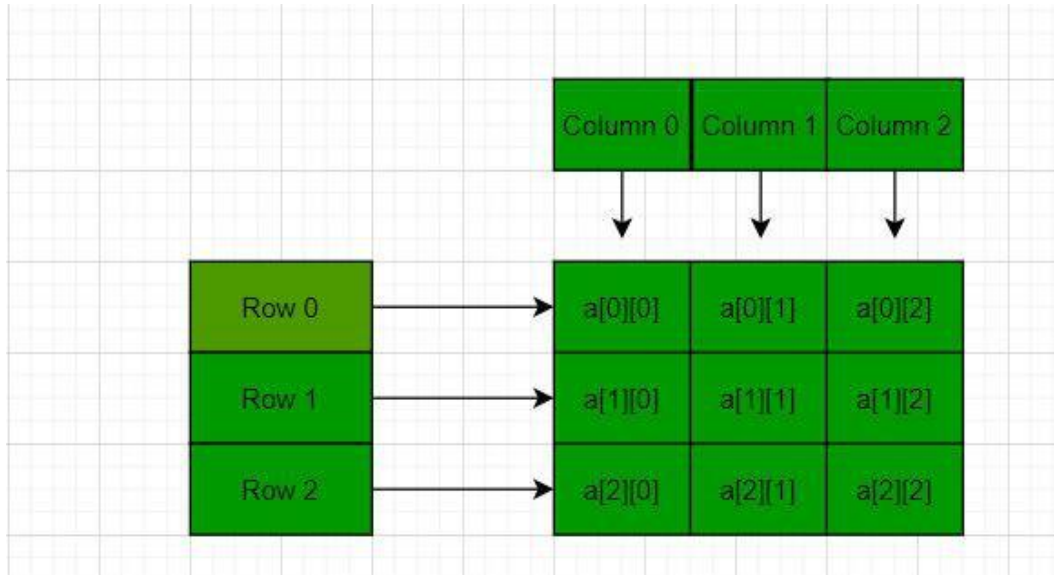 Column 0 Column 1 Column 2
Row 0 a[0][0] a[0][1] a[0][2]
Row 1 a[1][0] a[1][1] a[1][2]
Row 2 a[2][0] a[2][1] a[2][2]